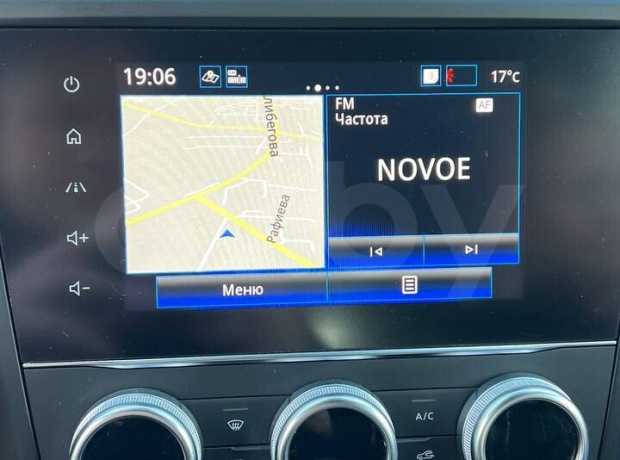 19:06
17°c
FM
AF
Частота
NOVOE
либегова
Рафиева
Меню
A/C